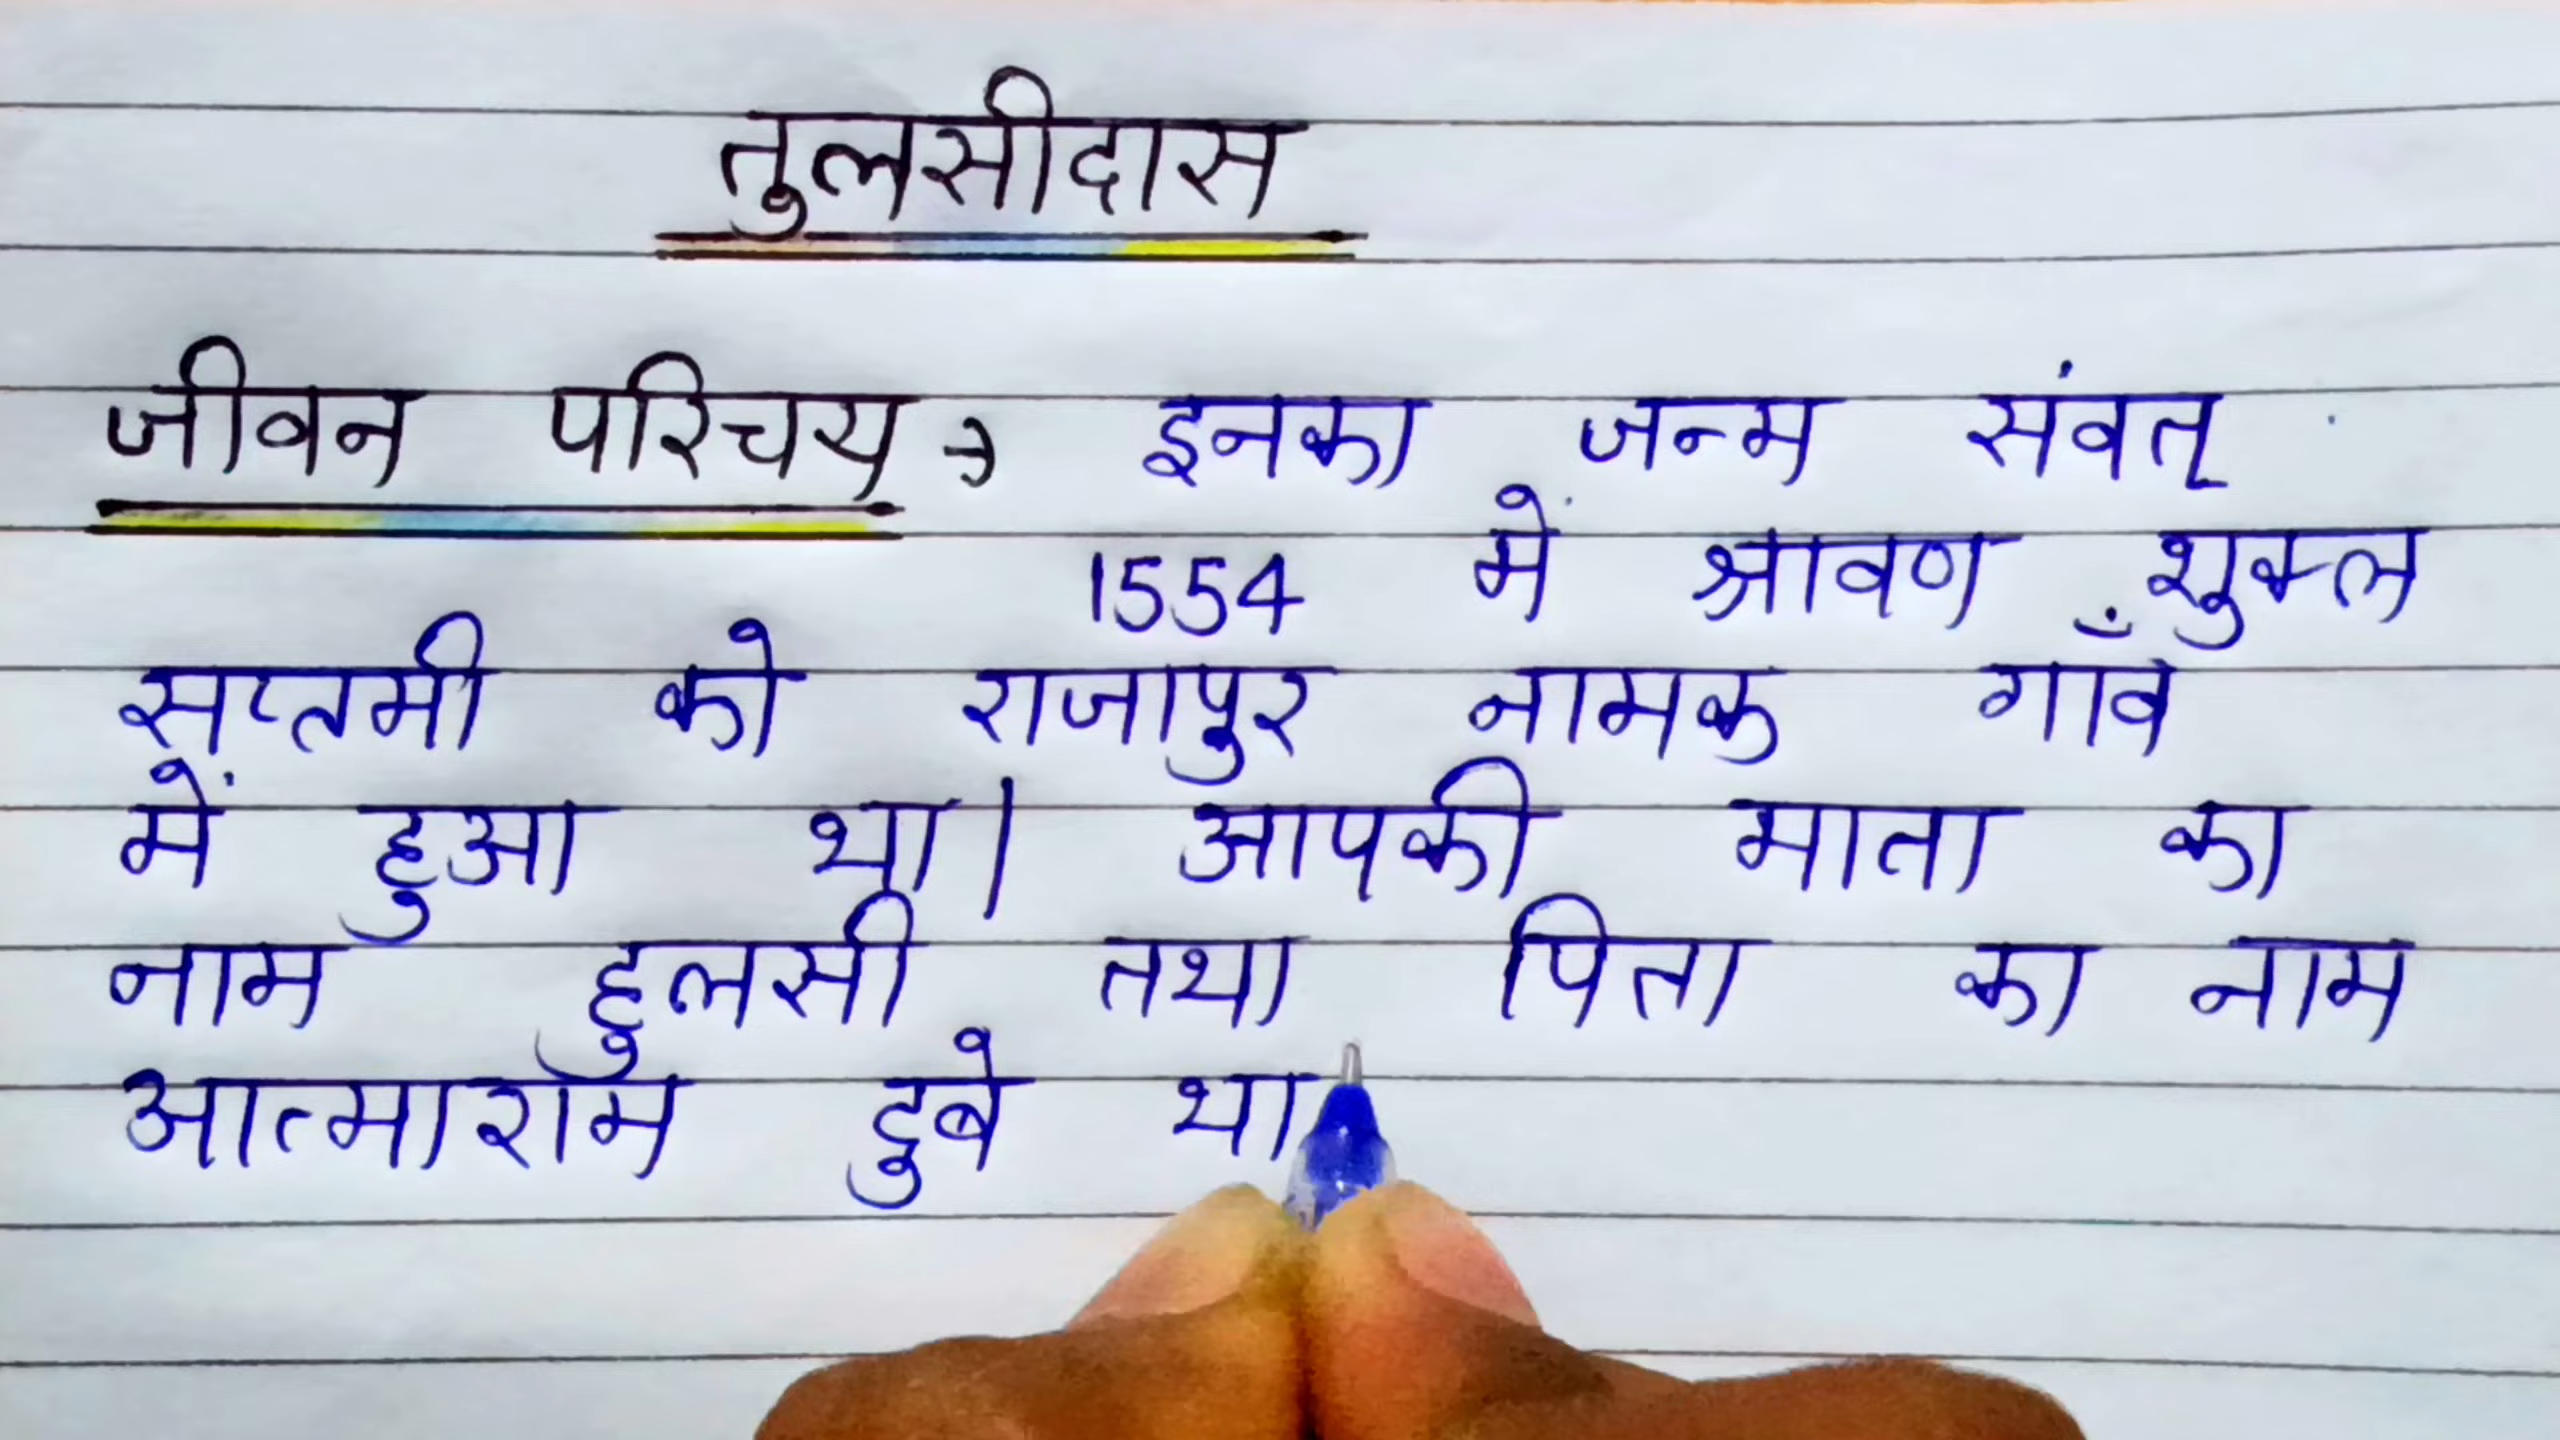 तुलसीदास
जीवन परिचय → इनका जन्म संवत्
1554 में श्रावण शुक्ल
सप्तमी को राजापुर नामक गाँव
में हुआ था। आपकी माता का
नाम हुलसी तथा पिता का नाम
आत्माराम दुबे था